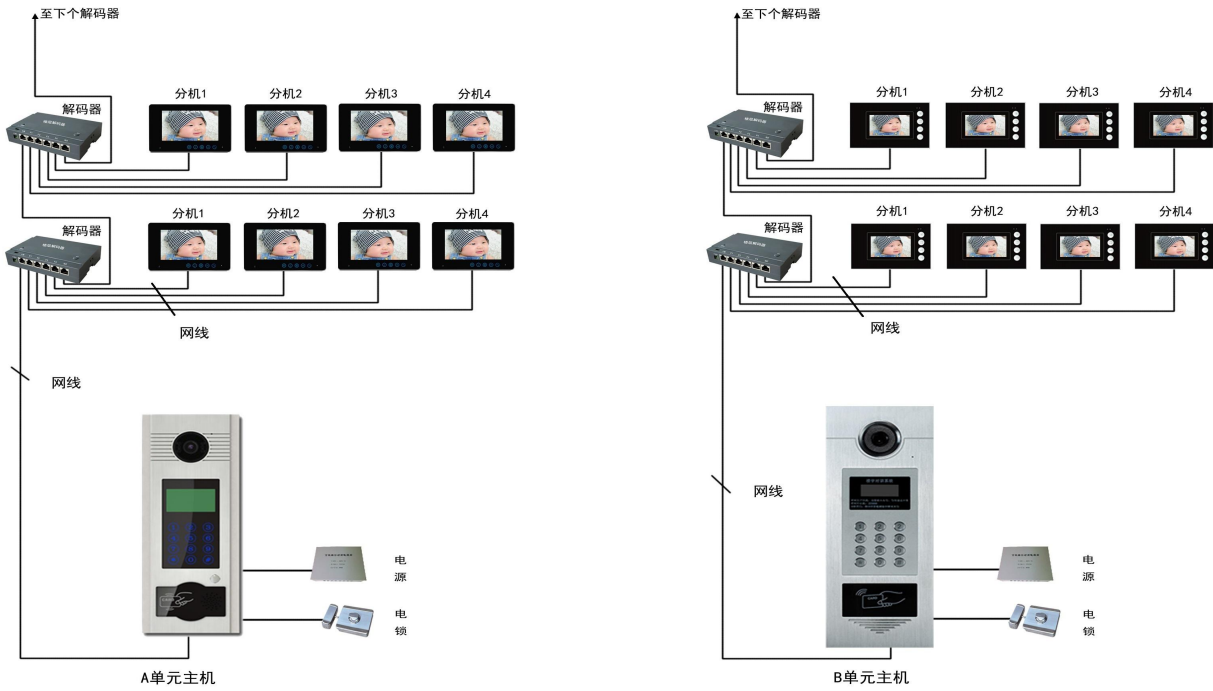 至下个解码器
至下个解码器
解码器
分机1
分机2
分机3
分机4
解码器
分机1
分机2
分机3
分机4
解码器
分机1
分机2
分机3
分机4
解码器
分机1
分机2
分机3
分机4
网线
网线
网线
网线
电源
电锁
电源
电锁
A单元主机
B单元主机